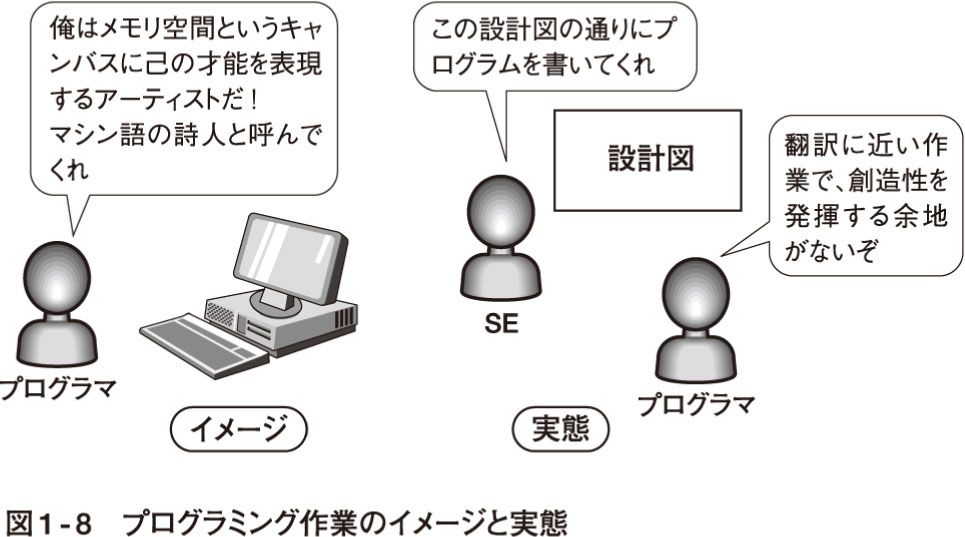 俺はメモリ空間というキャ
ンバスに己の才能を表現
するアーティストだ！
マシン語の詩人と呼んで
くれ
プログラマ
イメージ
この設計図の通りにプ
ログラムを書いてくれ
設計図
翻訳に近い作
業で、創造性を
発揮する余地
がないぞ
SE
プログラマ
実態
図1-8　プログラミング作業のイメージと実態